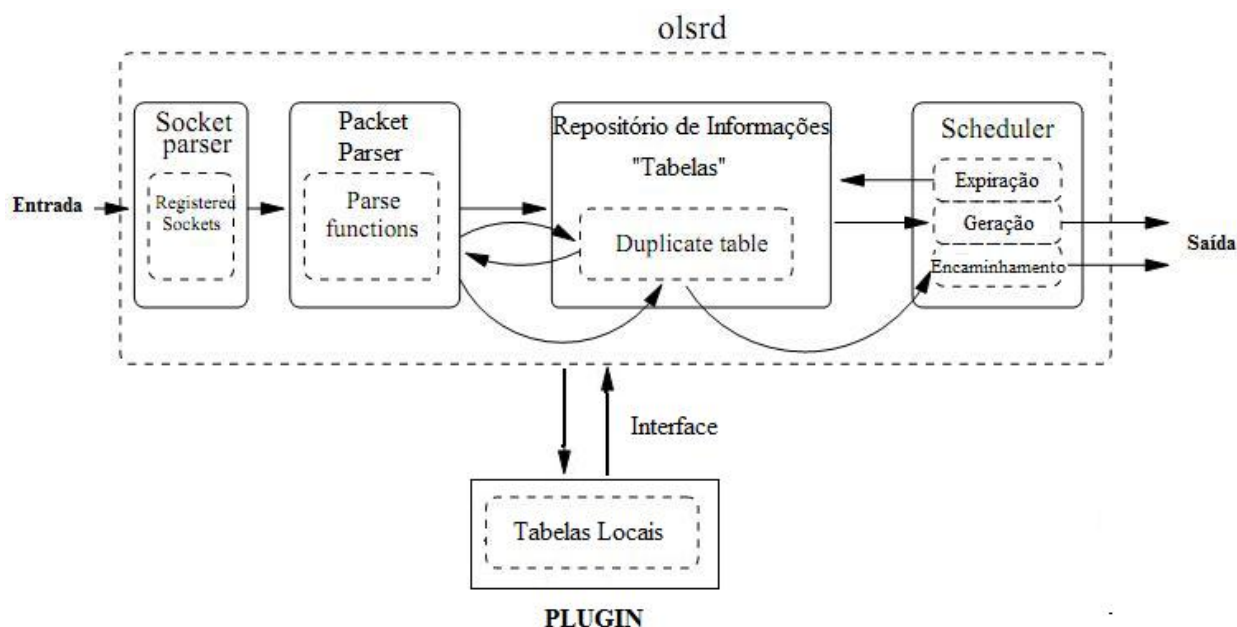 olsrd
Entrada
Socket
parser
Registered
Sockets
Packet
Parser
Parse
functions
Repositório de Informações
"Tabelas"
Duplicate table
Scheduler
Expiração
Geração
Encaminhamento
Saída
Interface
Tabelas Locais
PLUGIN